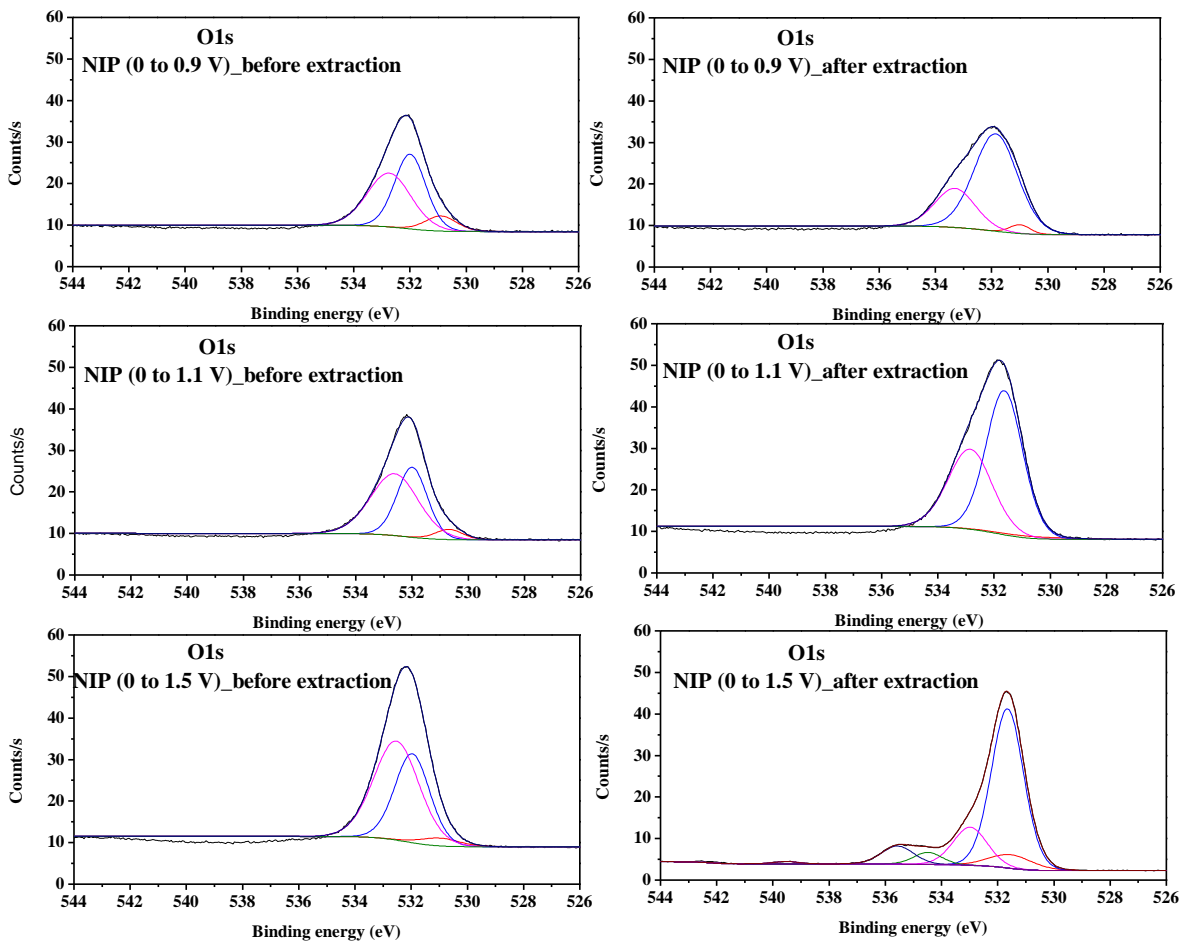 60
50
40
30
20
10
0
Counts/s
O1s
NIP (0 to 0.9 V)_before extraction
544 542 540 538 536 534 532 530 528 526
Binding energy (eV)
60
50
40
30
20
10
0
Counts/s
O1s
NIP (0 to 0.9 V)_after extraction
544 542 540 538 536 534 532 530 528 526
Binding energy (eV)
60
50
40
30
20
10
0
Counts/s
O1s
NIP (0 to 1.1 V)_before extraction
544 542 540 538 536 534 532 530 528 526
Binding energy (eV)
60
50
40
30
20
10
0
Counts/s
O1s
NIP (0 to 1.1 V)_after extraction
544 542 540 538 536 534 532 530 528 526
Binding energy (eV)
60
50
40
30
20
10
0
Counts/s
O1s
NIP (0 to 1.5 V)_before extraction
544 542 540 538 536 534 532 530 528 526
Binding energy (eV)
60
50
40
30
20
10
0
Counts/s
O1s
NIP (0 to 1.5 V)_after extraction
544 542 540 538 536 534 532 530 528 526
Binding energy (eV)